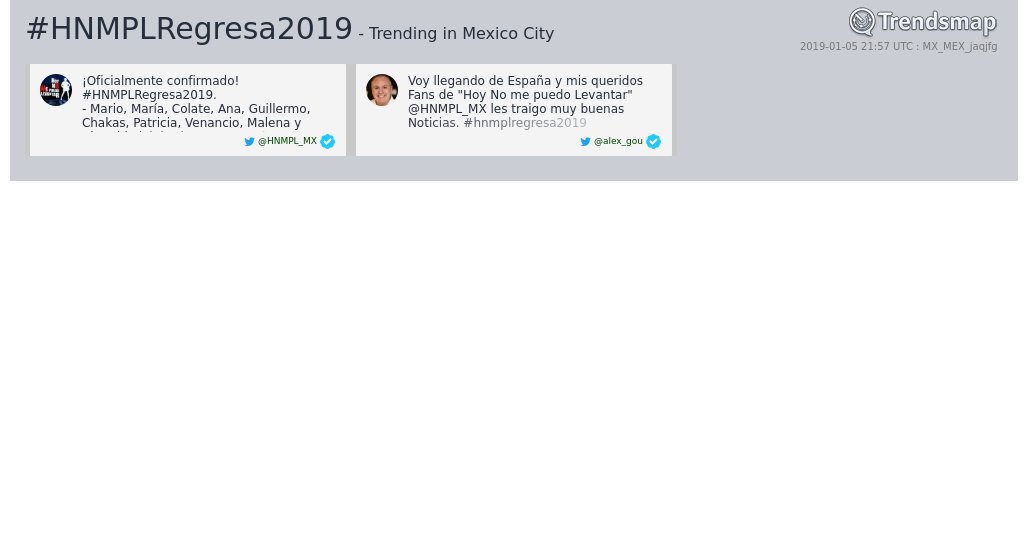 #HNMPLRegresa2019 - Trending in Mexico City
Trendsmap
2019-01-05 21:57 UTC : MX_MEX_jaqjfg
¡Oficialmente confirmado!
#HNMPLRegresa2019.
- Mario, María, Colate, Ana, Guillermo,
Chakas, Patricia, Venancio, Malena y
@HNMPL_MX
Voy llegando de España y mis queridos
Fans de "Hoy No me puedo Levantar"
@HNMPL_MX les traigo muy buenas
Noticias. #hnmplregresa2019
@alex_gou